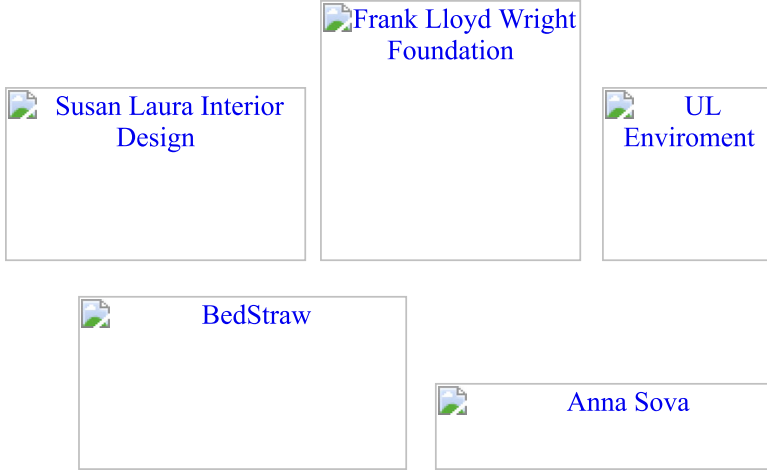 Susan Laura Interior
Design
Frank Lloyd Wright
Foundation
UL
Enviroment
BedStraw
Anna Sova